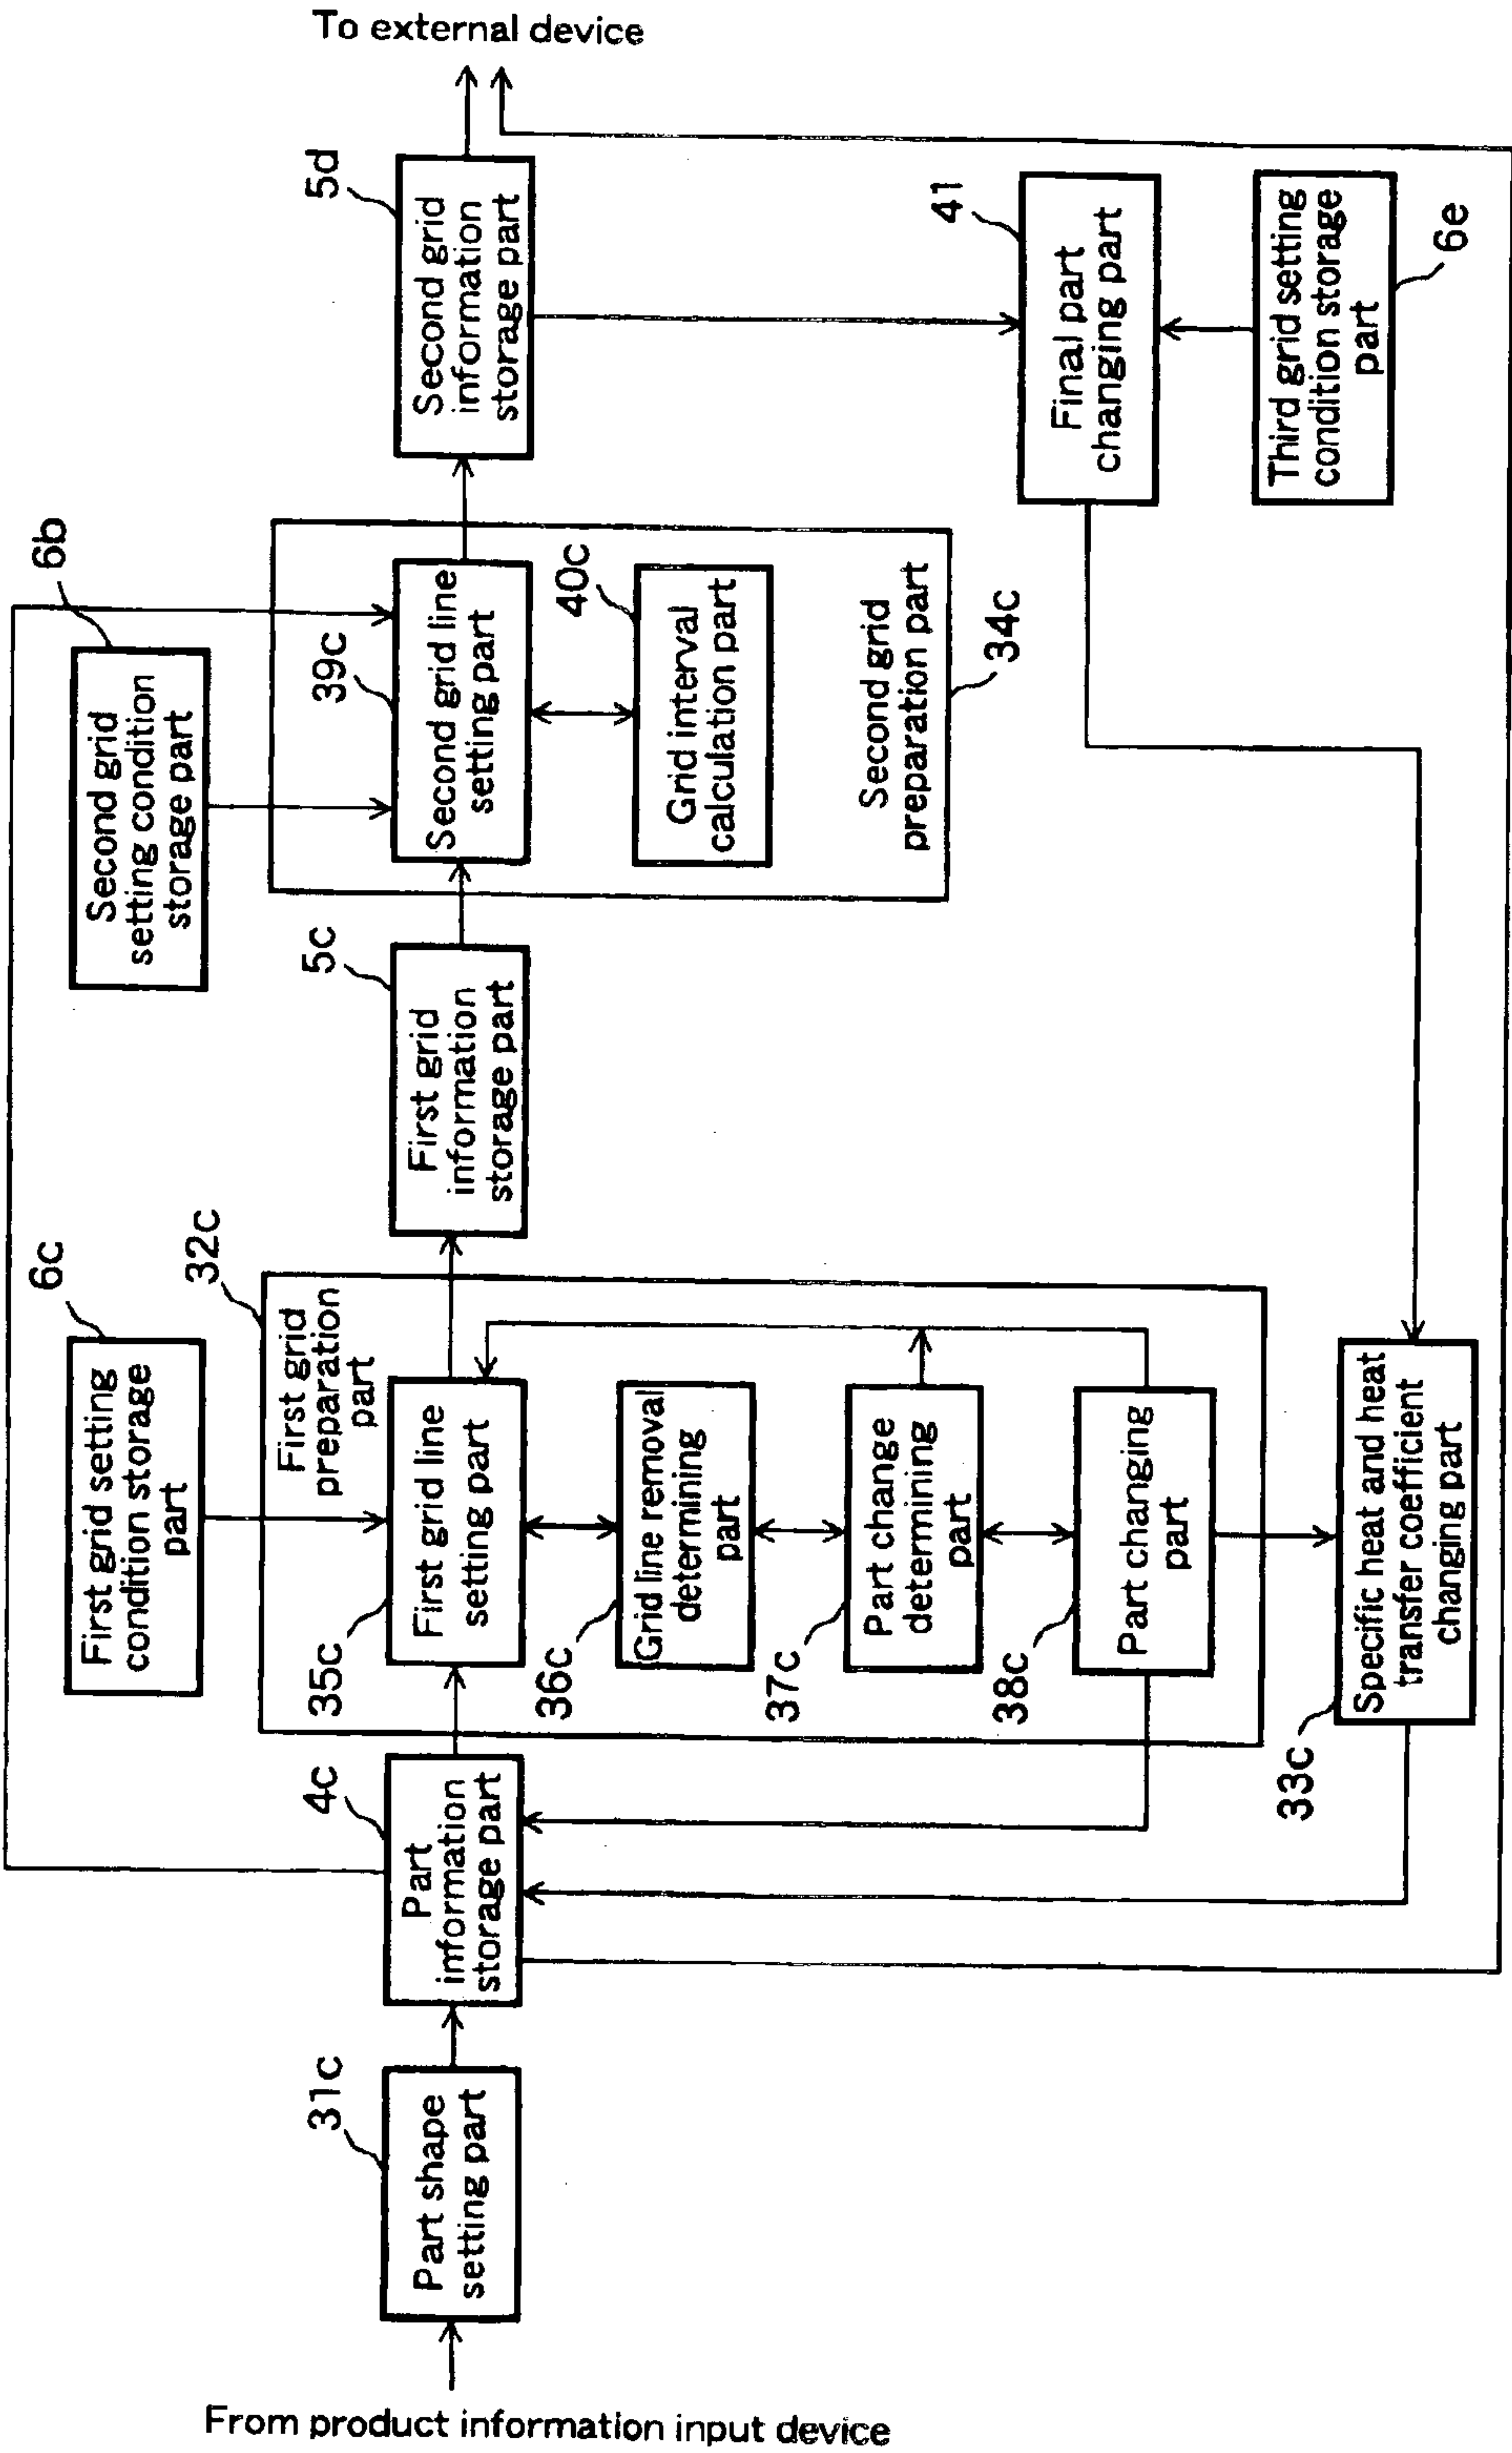 From product information input device
31c
Part shape
setting part
4c
Part
information
storage part
6c
First grid setting
condition storage
part
32c
First grid
preparation
part
35c
First grid line
setting part
36c
Grid line removal
determining
part
37c
Part change
determining
part
38c
Part changing
part
33c
Specific heat and heat
transfer coefficient
changing part
5c
First grid
information
storage part
6b
Second grid
setting condition
storage part
39c
Second grid line
setting part
40c
Grid interval
calculation part
Second grid
preparation part
34c
5d
Second grid
information
storage part
41
Final part
changing part
Third grid setting
condition storage
part
6e
To external device